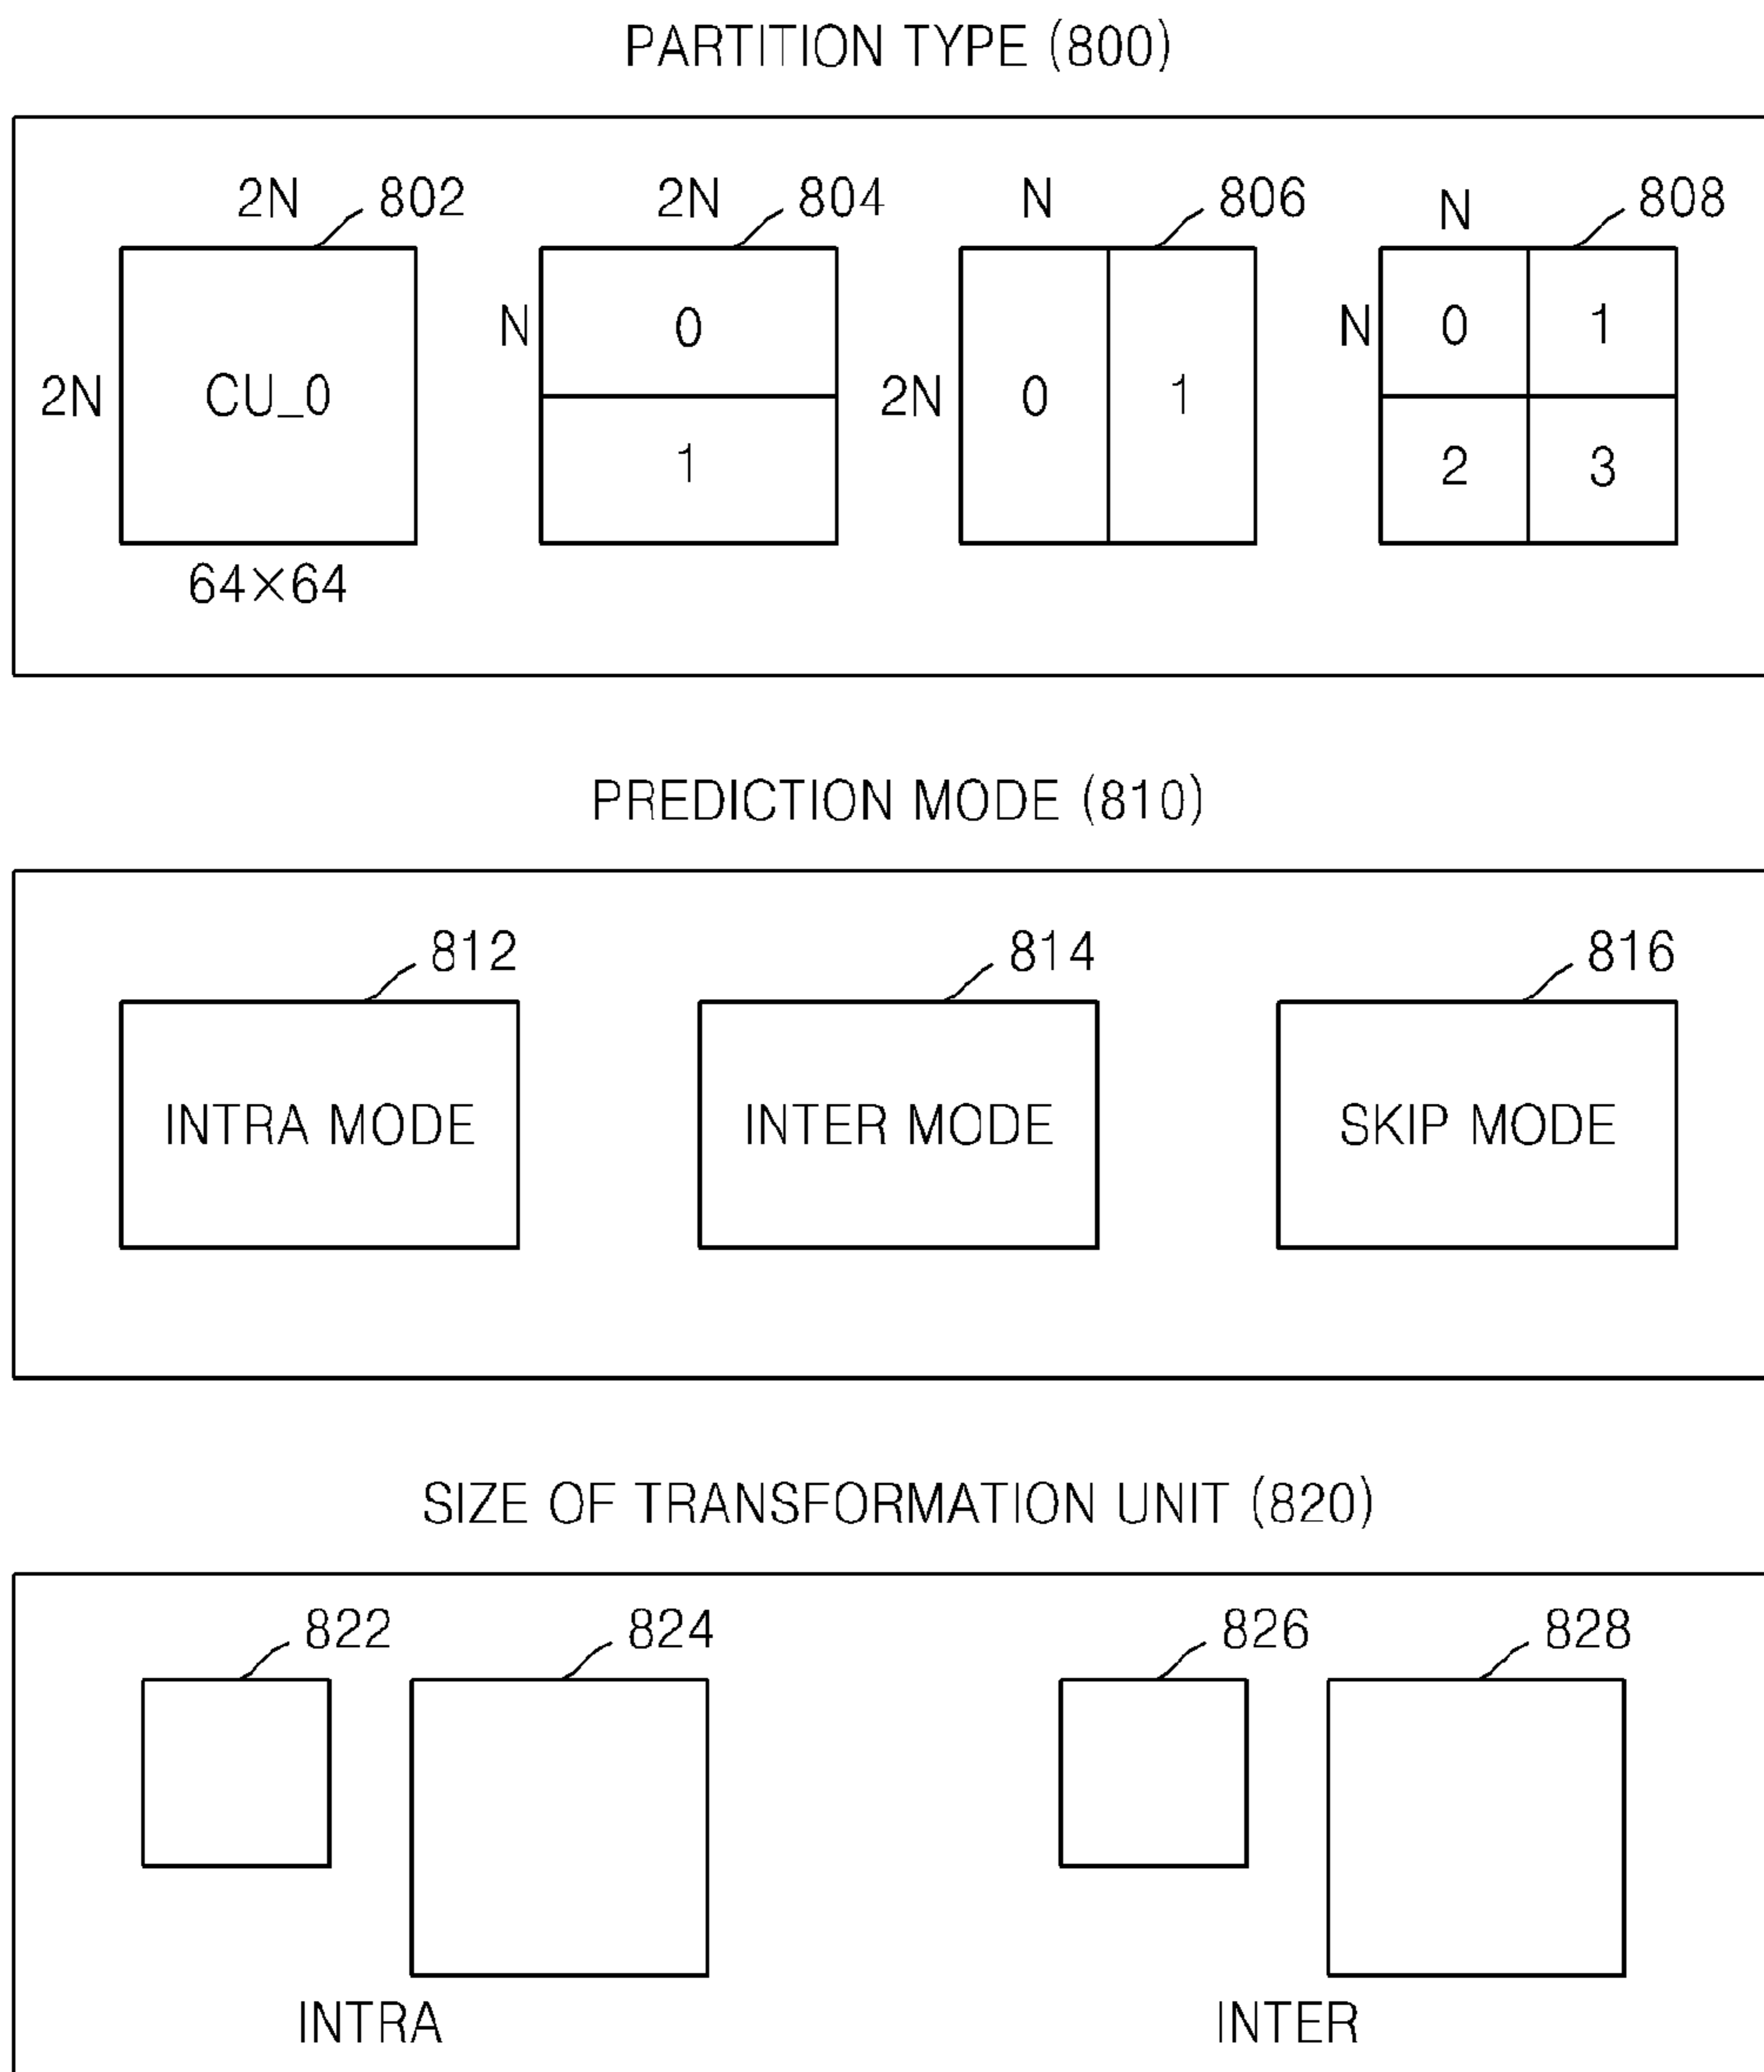 PARTITION TYPE (800)
2N 802 2N 804 N 806 N 808
N 0 N 0 1
2N CU_0 2N 0 1
1 2 3
64×64
PREDICTION MODE (810)
812 814 816
INTRA MODE INTER MODE SKIP MODE
SIZE OF TRANSFORMATION UNIT (820)
822 824 826 828
INTRA INTER